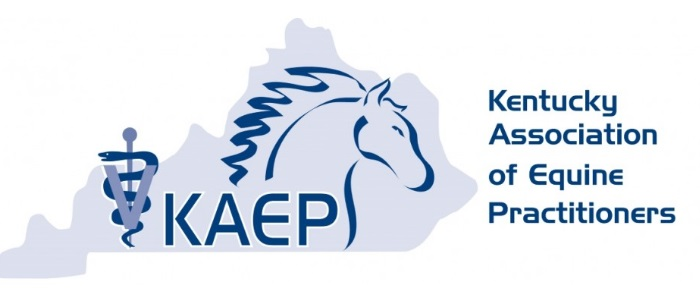 V
KAEP
Kentucky
Association
of Equine
Practitioners